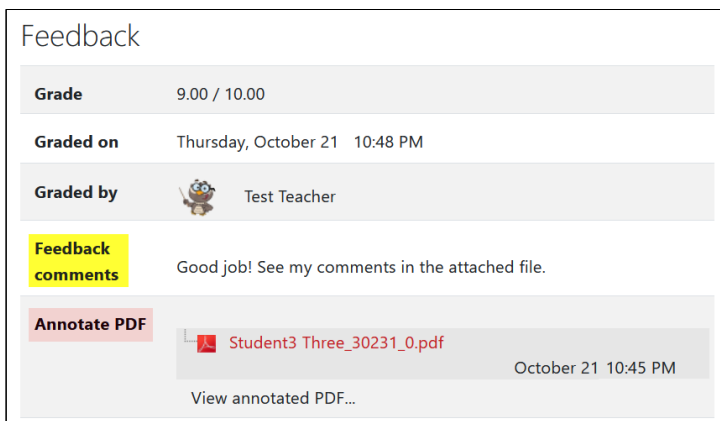 Feedback
Grade 9.00 / 10.00
Graded on Thursday, October 21 10:48 PM
Graded by Test Teacher
Feedback
comments Good job! See my comments in the attached file.
Annotate PDF
Student3 Three_30231_0.pdf
October 21 10:45 PM
View annotated PDF...